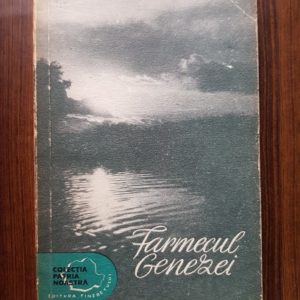 Farmecul
Genezei
COLECȚIA
PATRIA
NOASTRĂ
EDITURA TINERETULUI